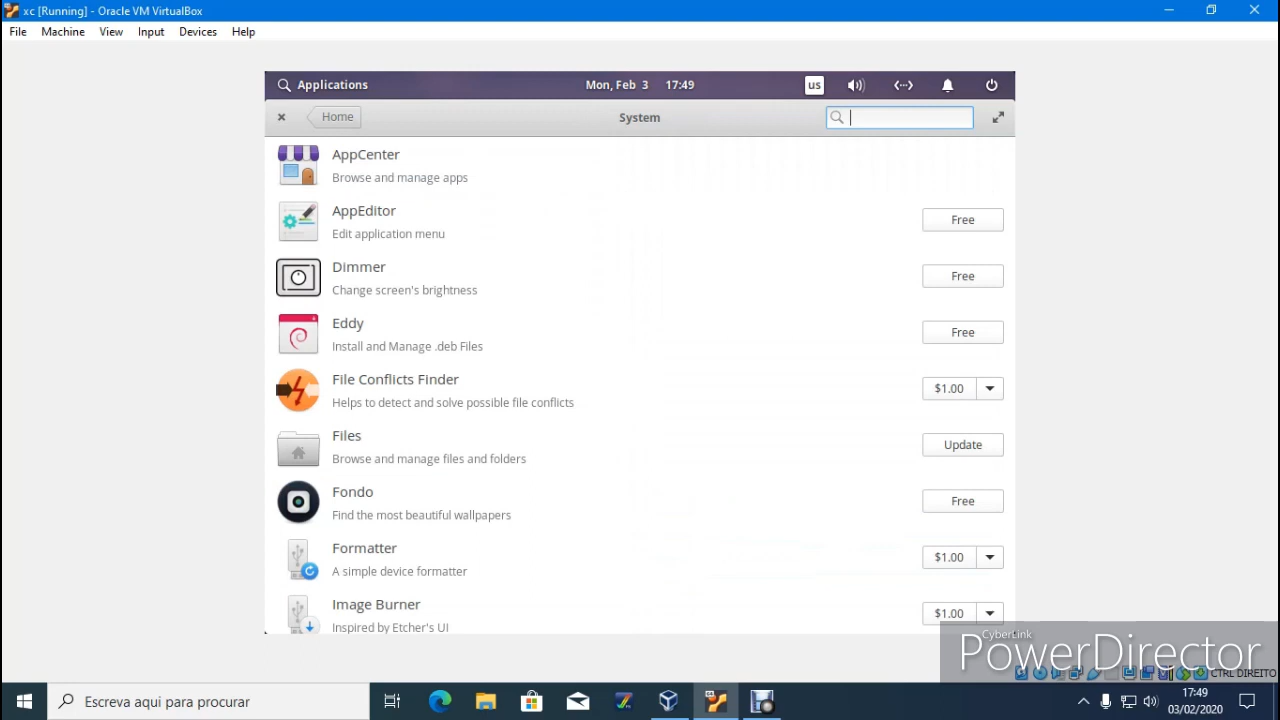 xc [Running] - Oracle VM VirtualBox
File Machine View Input Devices Help
Applications Mon, Feb 3 17:49 us
Home System
AppCenter
Browse and manage apps
AppEditor
Edit application menu
Free
Dimmer
Change screen's brightness
Free
Eddy
Install and Manage .deb Files
Free
File Conflicts Finder
Helps to detect and solve possible file conflicts
$1.00
Files
Browse and manage files and folders
Update
Fondo
Find the most beautiful wallpapers
Free
Formatter
A simple device formatter
$1.00
Image Burner
Inspired by Etcher's UI
$1.00
CyberLink
PowerDirector
CTRL DIREITO
Escreva aqui para procurar
17:49
03/02/2020